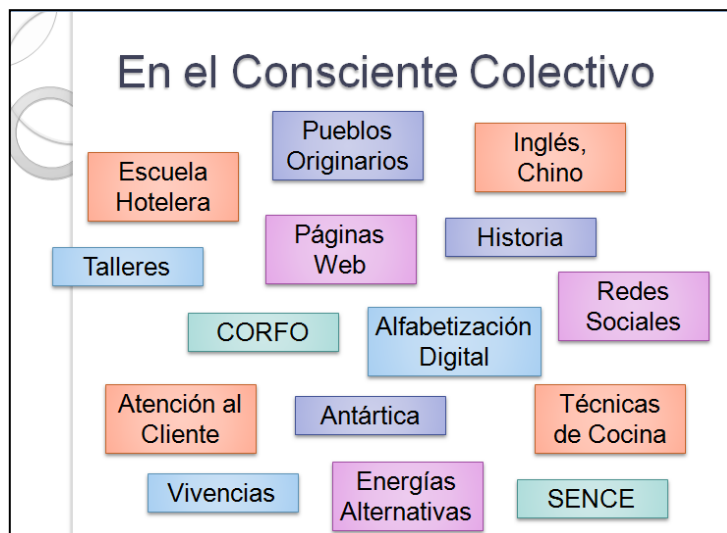 En el Consciente Colectivo
Pueblos
Originarios
Inglés,
Chino
Escuela
Hotelera
Páginas
Web
Historia
Talleres
Redes
Sociales
CORFO
Alfabetización
Digital
Atención al
Cliente
Antártica
Técnicas
de Cocina
Vivencias
Energías
Alternativas
SENCE